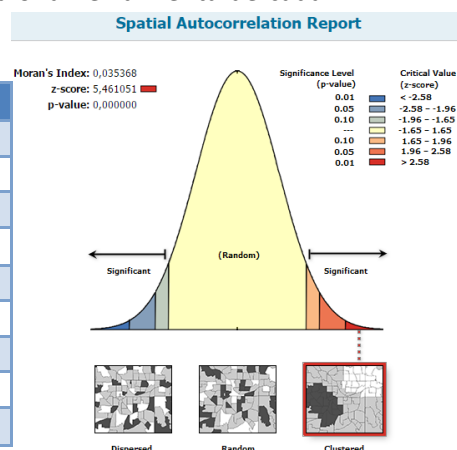 Spatial Autocorrelation Report
Moran's Index: 0,035368
z-score: 5,461051
p-value: 0,000000
Significance Level
(p-value)
Critical Value
(z-score)
0.01 < -2.58
0.05 -2.58 – -1.96
0.10 -1.96 – -1.65
--- -1.65 – 1.65
0.10 1.65 – 1.96
0.05 1.96 – 2.58
0.01 > 2.58
Significant
(Random)
Significant
Dispersed
Random
Clustered